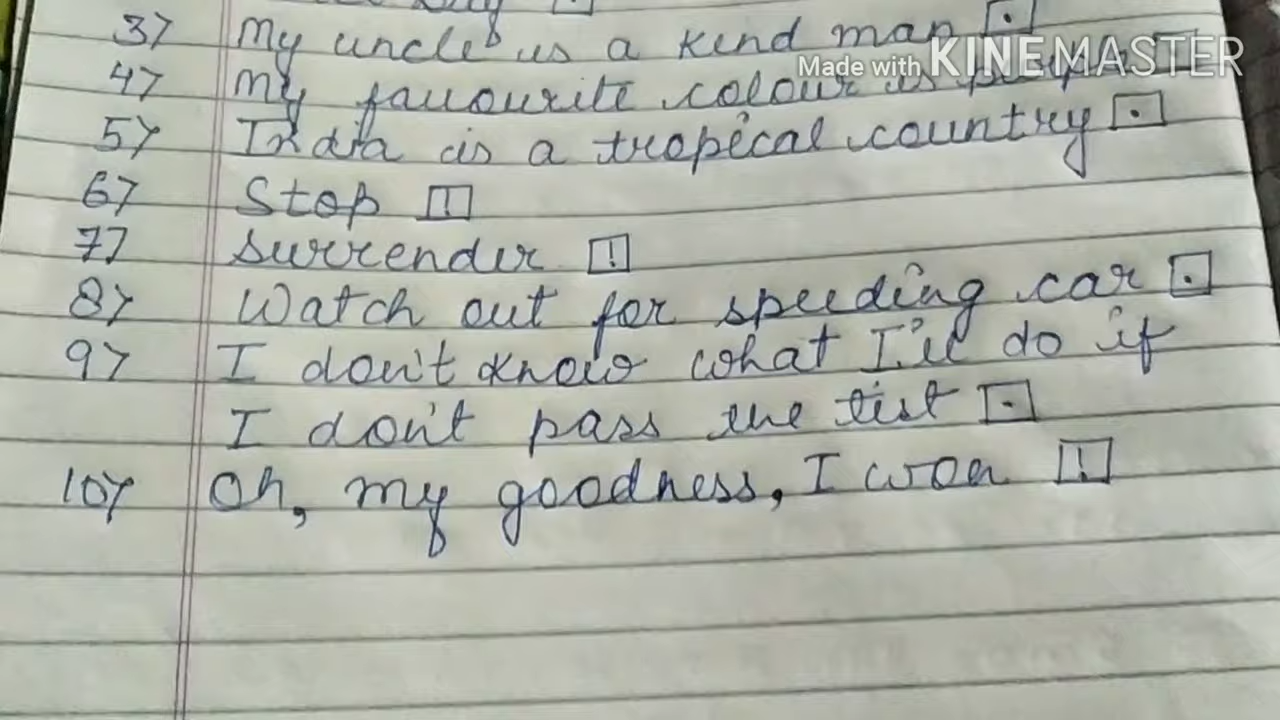 3> My uncle is a kind man .
Made with KINEMASTER
4> My favourite colour is
5> India is a tropical country .
6> Stop !
7> Surrender !
8> Watch out for speeding car .
9> I don't know what I'll do if
I don't pass the test .
10> Oh, my goodness, I won !